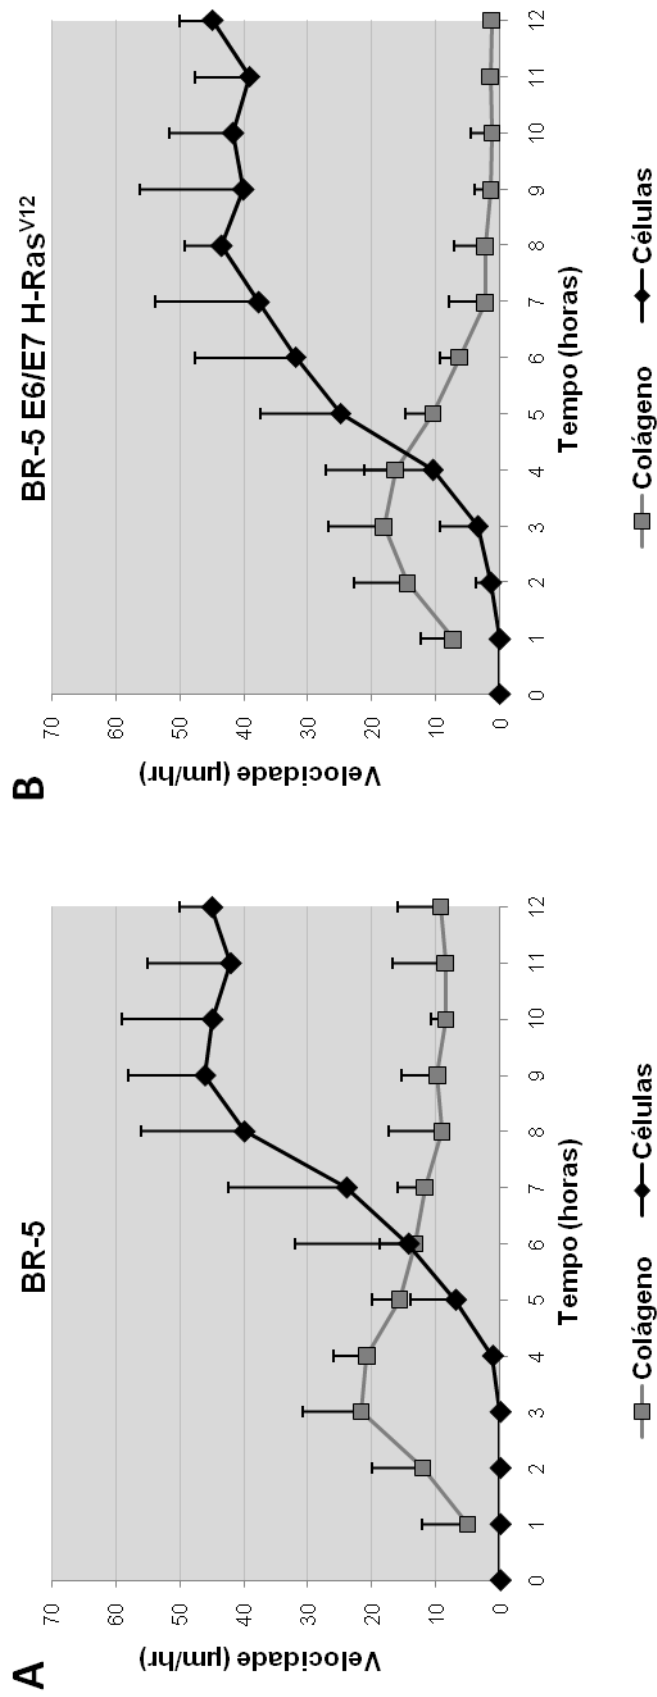 A
BR-5
70
60
50
40
30
20
10
0
Velocidade (µm/hr)
0 1 2 3 4 5 6 7 8 9 10 11 12
Tempo (horas)
Colágeno Células
B
BR-5 E6/E7 H-Ras^V12
70
60
50
40
30
20
10
0
Velocidade (µm/hr)
0 1 2 3 4 5 6 7 8 9 10 11 12
Tempo (horas)
Colágeno Células